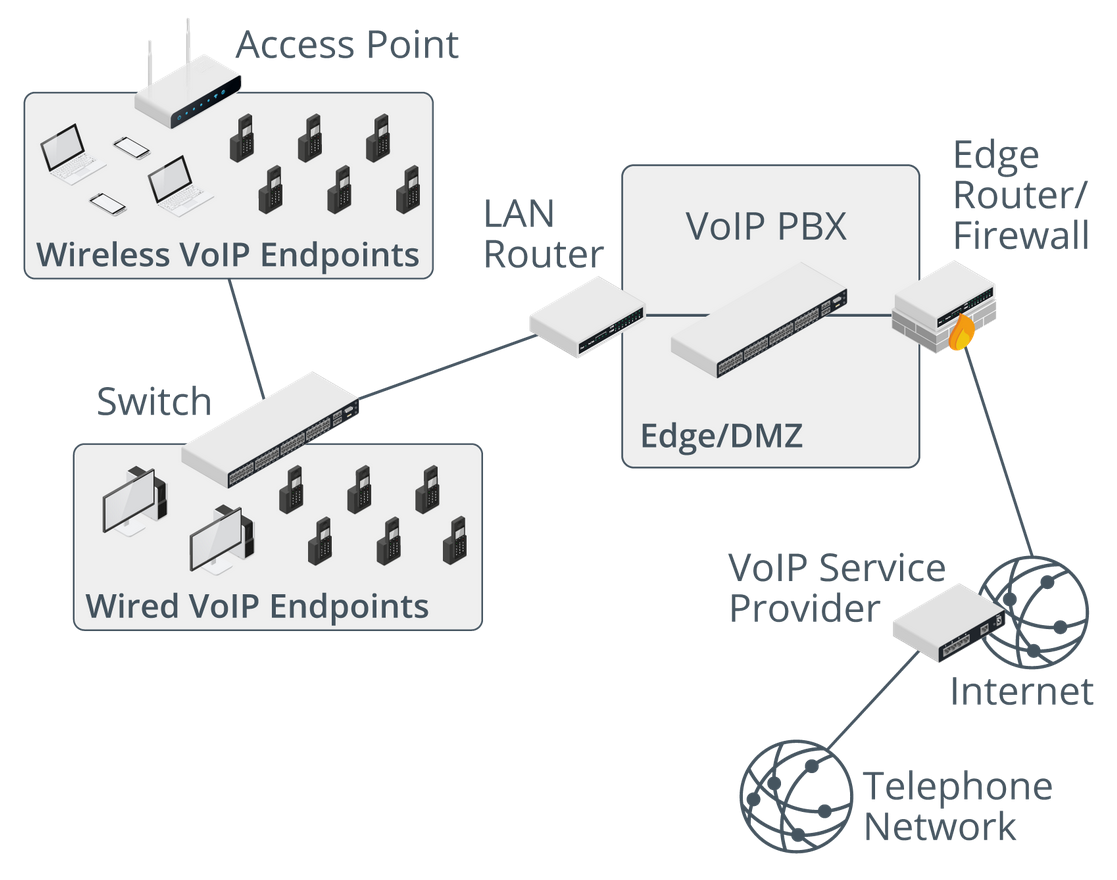 Access Point
Wireless VoIP Endpoints
Switch
Wired VoIP Endpoints
LAN
Router
VoIP PBX
Edge/DMZ
Edge
Router/
Firewall
VoIP Service
Provider
Internet
Telephone
Network